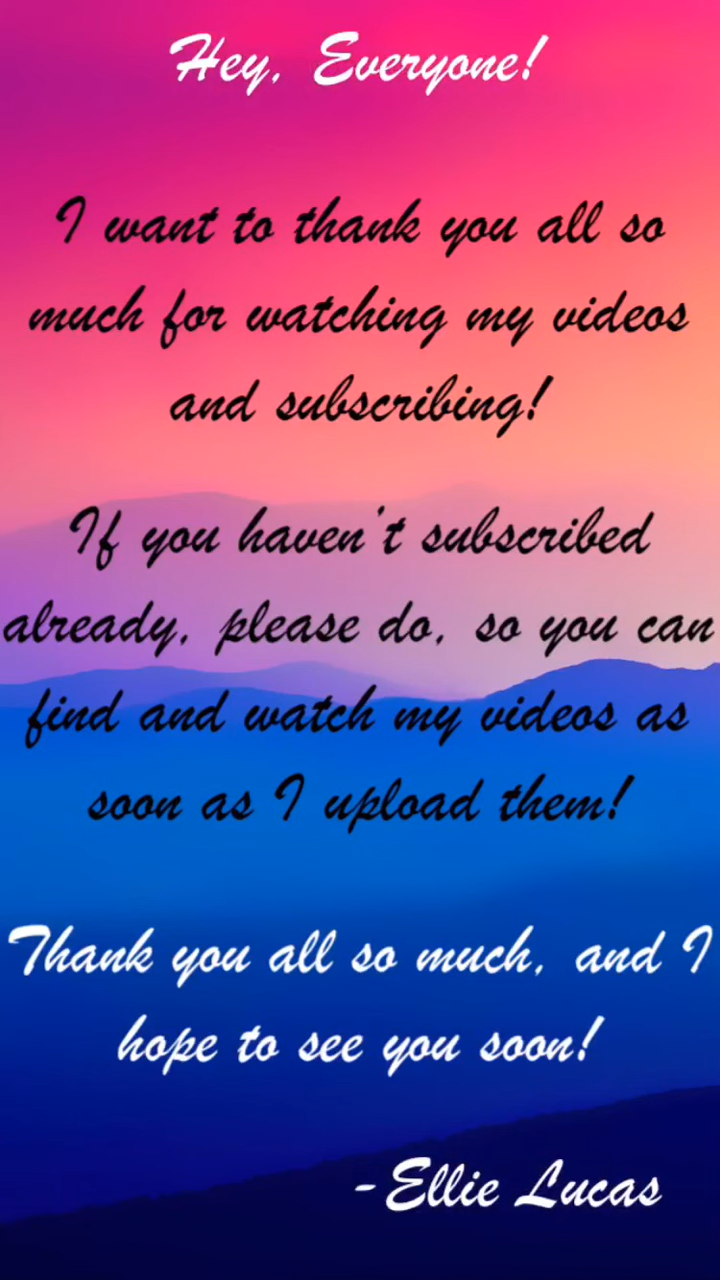 Hey, Everyone!
I want to thank you all so
much for watching my videos
and subscribing!
If you haven't subscribed
already, please do, so you can
find and watch my videos as
soon as I upload them!
Thank you all so much, and I
hope to see you soon!
-Ellie Lucas